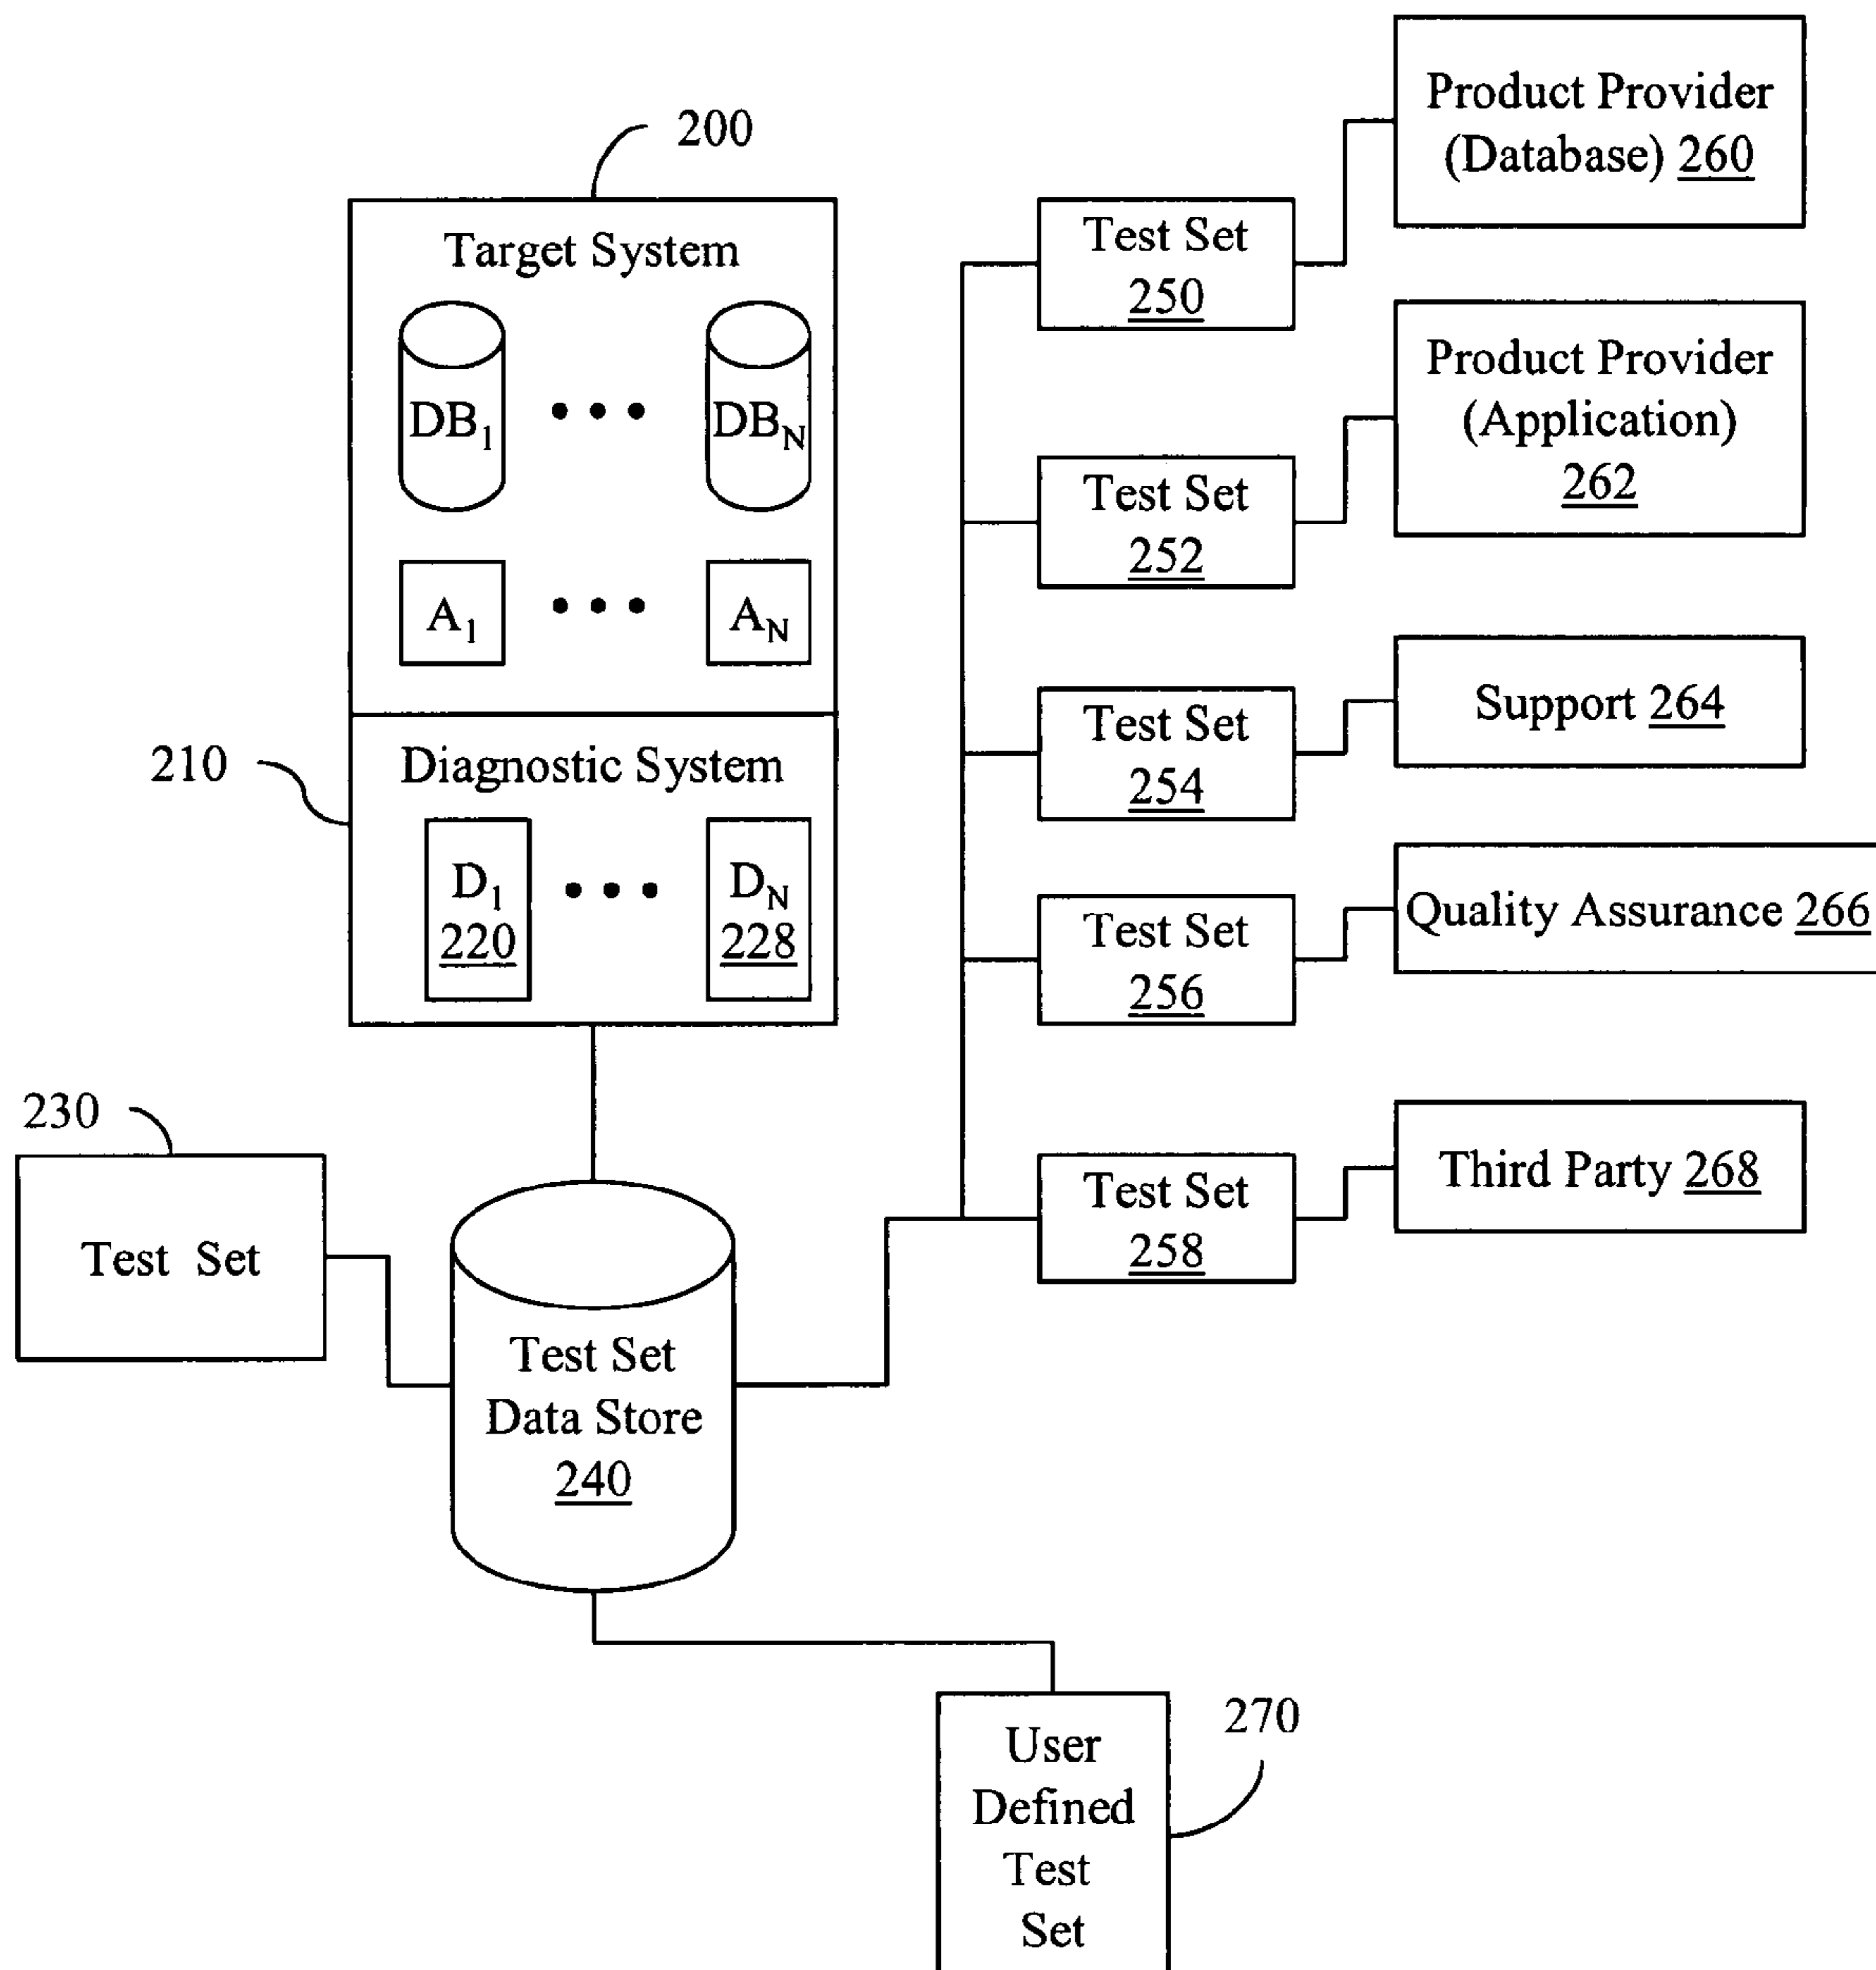 200
Target System
DB1
DBN
A1
AN
210
Diagnostic System
D1
220
DN
228
230
Test Set
Test Set
Data Store
240
Test Set
250
Test Set
252
Test Set
254
Test Set
256
Test Set
258
Product Provider
(Database) 260
Product Provider
(Application)
262
Support 264
Quality Assurance 266
Third Party 268
270
User
Defined
Test
Set